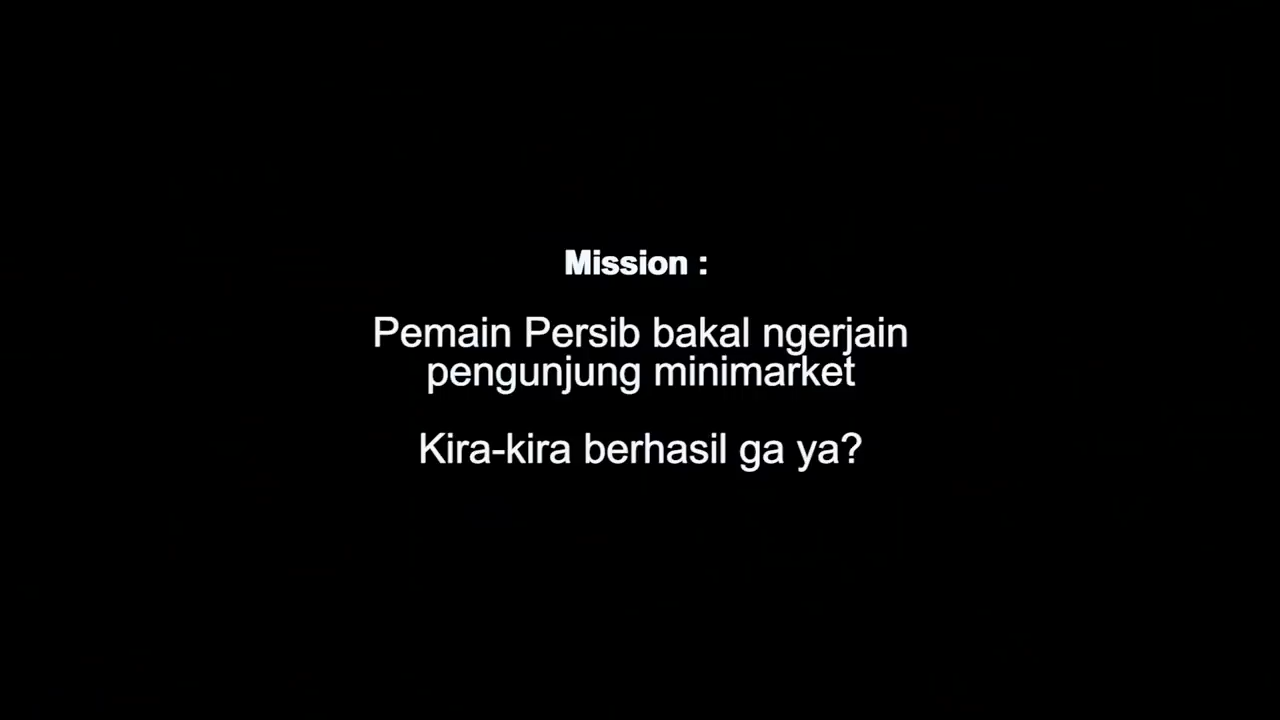 Mission :
Pemain Persib bakal ngerjain
pengunjung minimarket
Kira-kira berhasil ga ya?